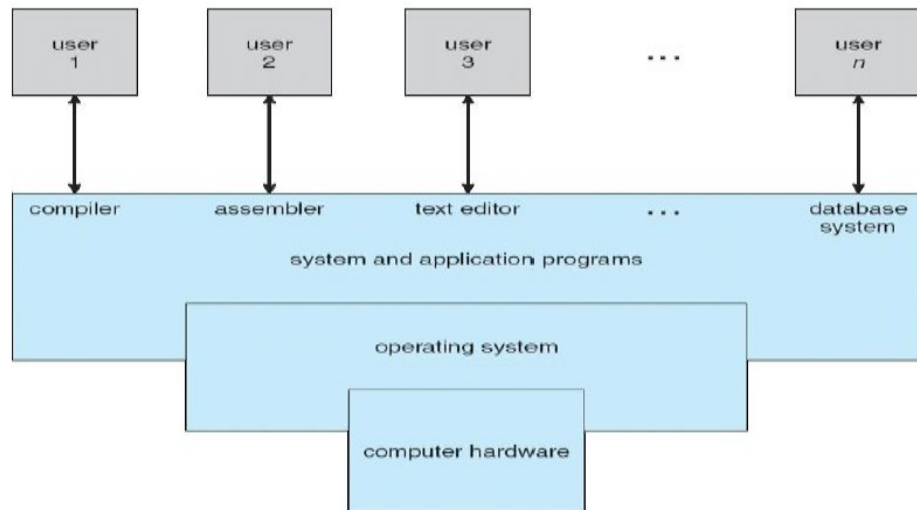 user
1
user
2
user
3
...
user
n
compiler
assembler
text editor
...
database
system
system and application programs
operating system
computer hardware